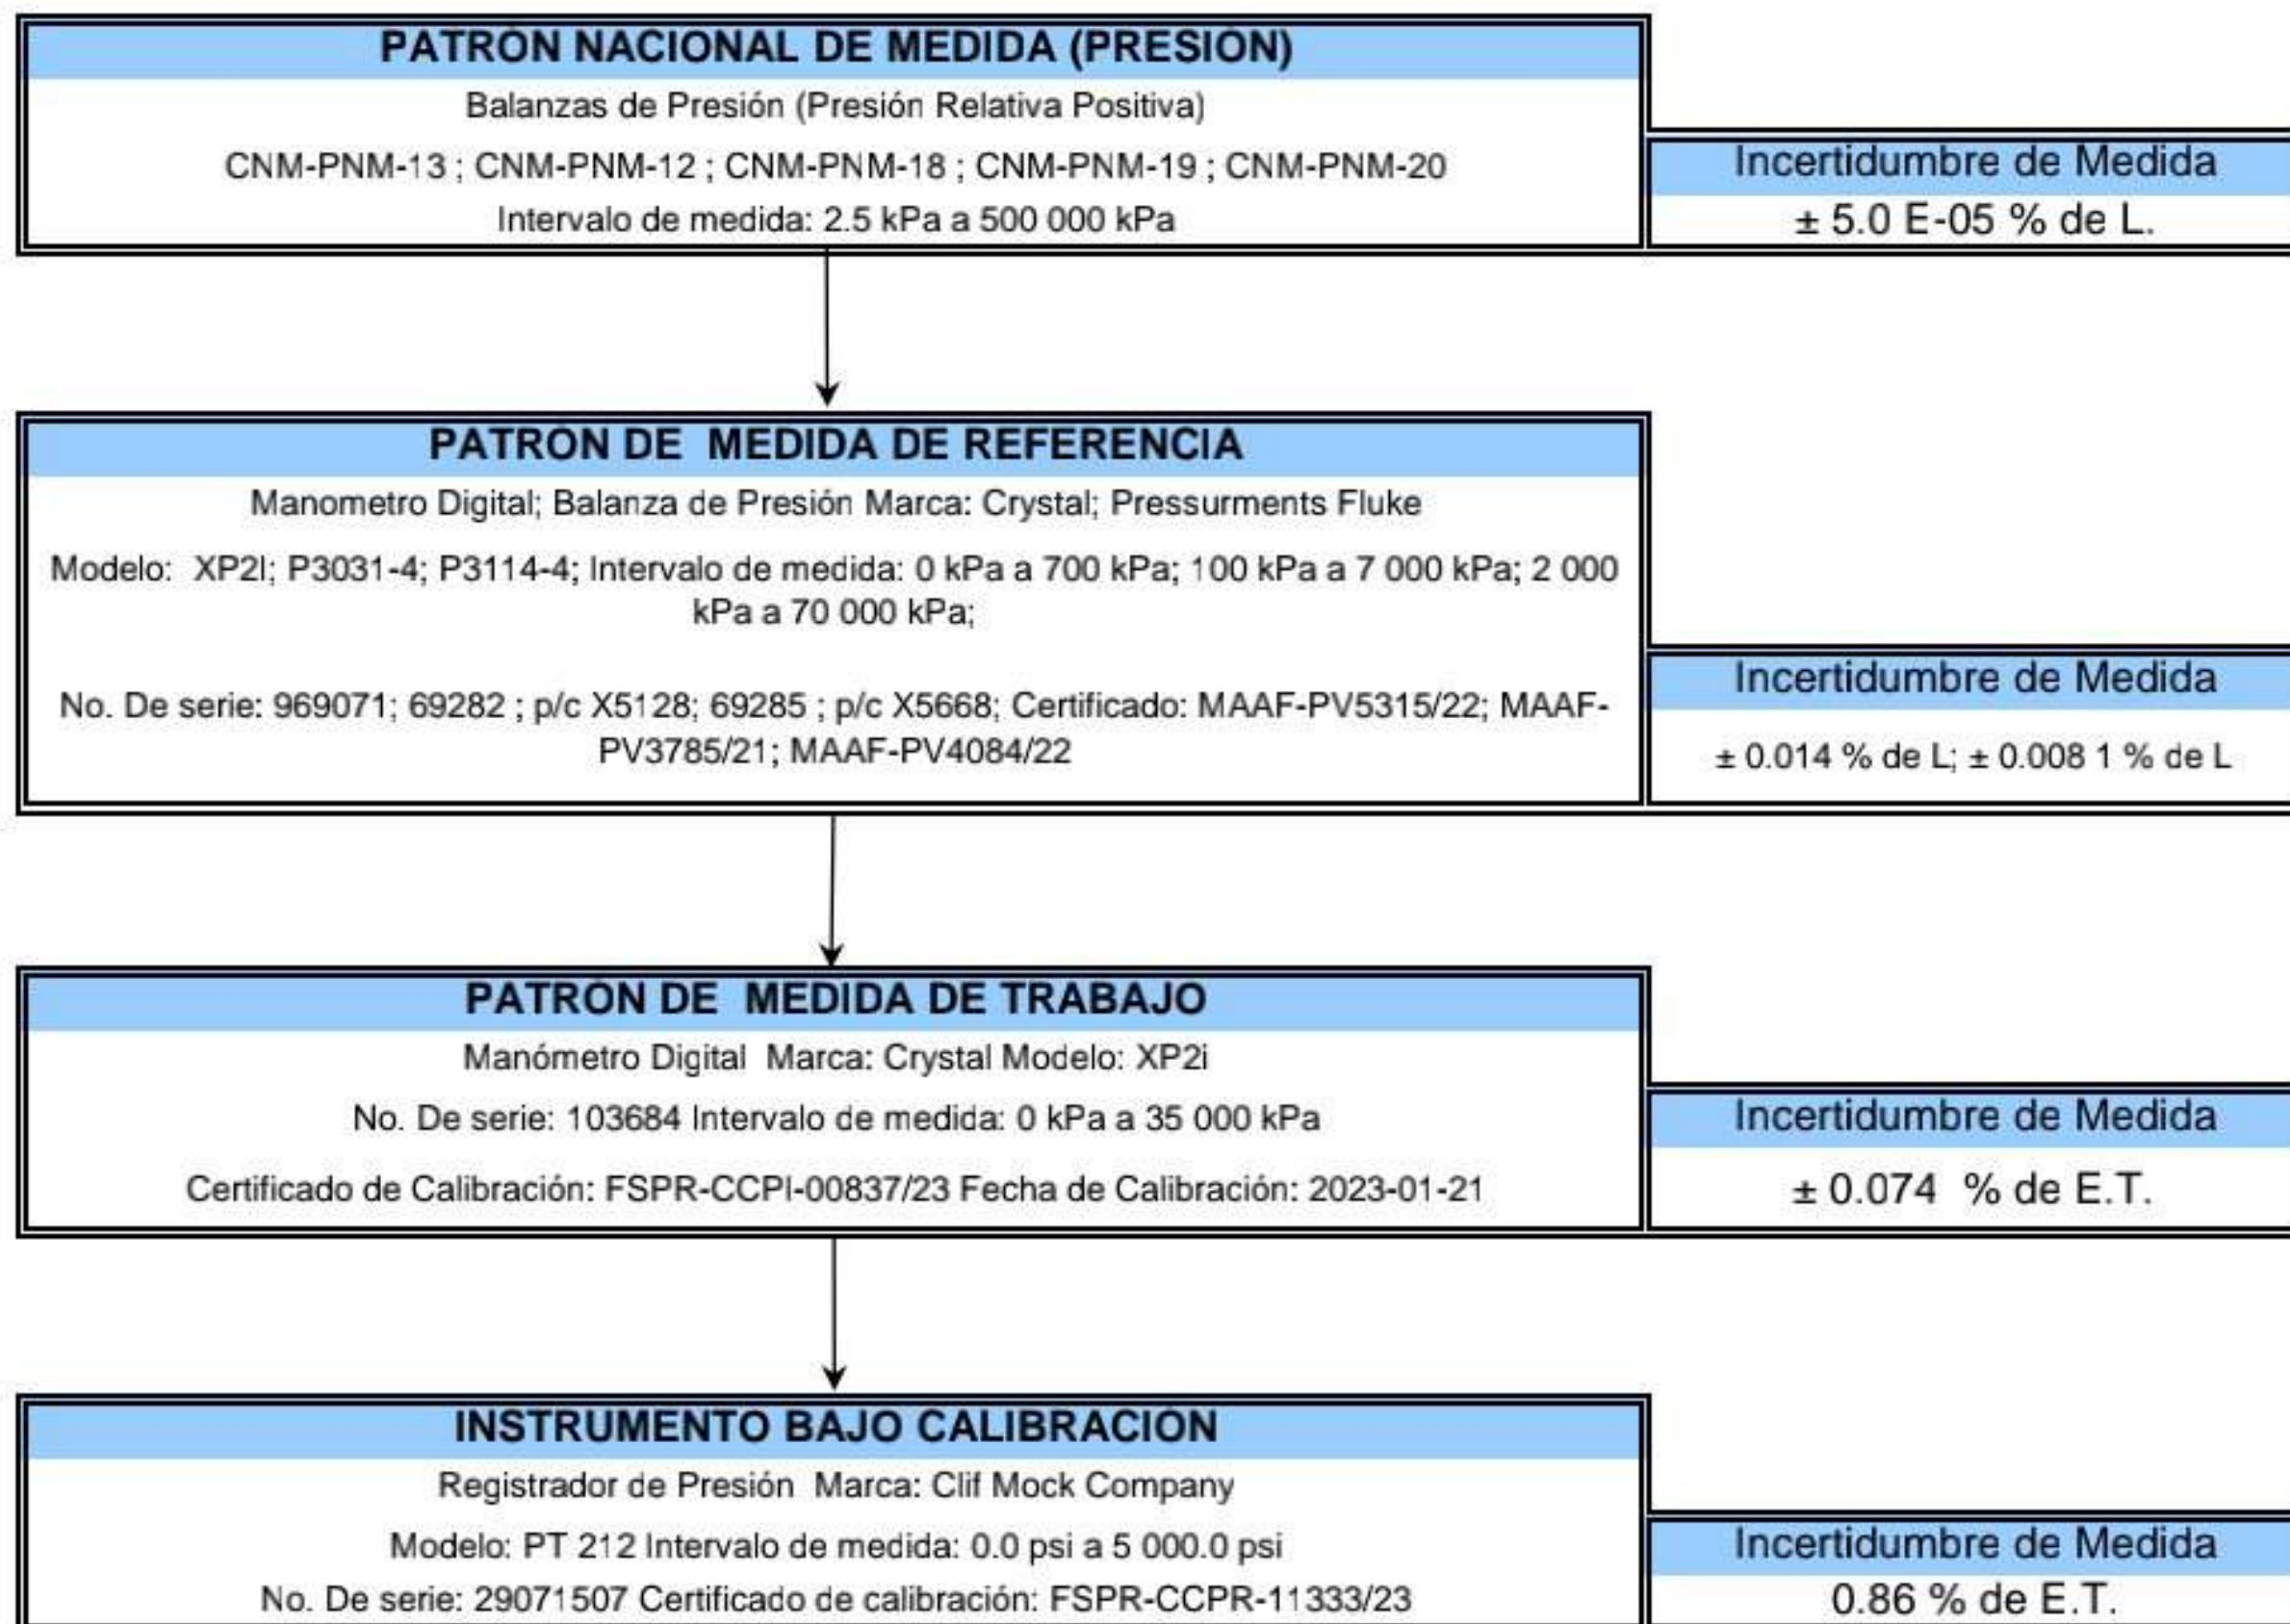 PATRÓN NACIONAL DE MEDIDA (PRESIÓN)
Balanzas de Presión (Presión Relativa Positiva)
CNM-PNM-13 ; CNM-PNM-12 ; CNM-PNM-18 ; CNM-PNM-19 ; CNM-PNM-20
Intervalo de medida: 2.5 kPa a 500 000 kPa
Incertidumbre de Medida
± 5.0 E-05 % de L.
PATRÓN DE MEDIDA DE REFERENCIA
Manometro Digital; Balanza de Presión Marca: Crystal; Pressurments Fluke
Modelo: XP2I; P3031-4; P3114-4; Intervalo de medida: 0 kPa a 700 kPa; 100 kPa a 7 000 kPa; 2 000
kPa a 70 000 kPa;
No. De serie: 969071; 69282 ; p/c X5128; 69285 ; p/c X5668; Certificado: MAAF-PV5315/22; MAAF-
PV3785/21; MAAF-PV4084/22
Incertidumbre de Medida
± 0.014 % de L; ± 0.008 1 % de L
PATRÓN DE MEDIDA DE TRABAJO
Manómetro Digital Marca: Crystal Modelo: XP2i
No. De serie: 103684 Intervalo de medida: 0 kPa a 35 000 kPa
Certificado de Calibración: FSPR-CCPI-00837/23 Fecha de Calibración: 2023-01-21
Incertidumbre de Medida
± 0.074 % de E.T.
INSTRUMENTO BAJO CALIBRACIÓN
Registrador de Presión Marca: Clif Mock Company
Modelo: PT 212 Intervalo de medida: 0.0 psi a 5 000.0 psi
No. De serie: 29071507 Certificado de calibración: FSPR-CCPR-11333/23
Incertidumbre de Medida
0.86 % de E.T.